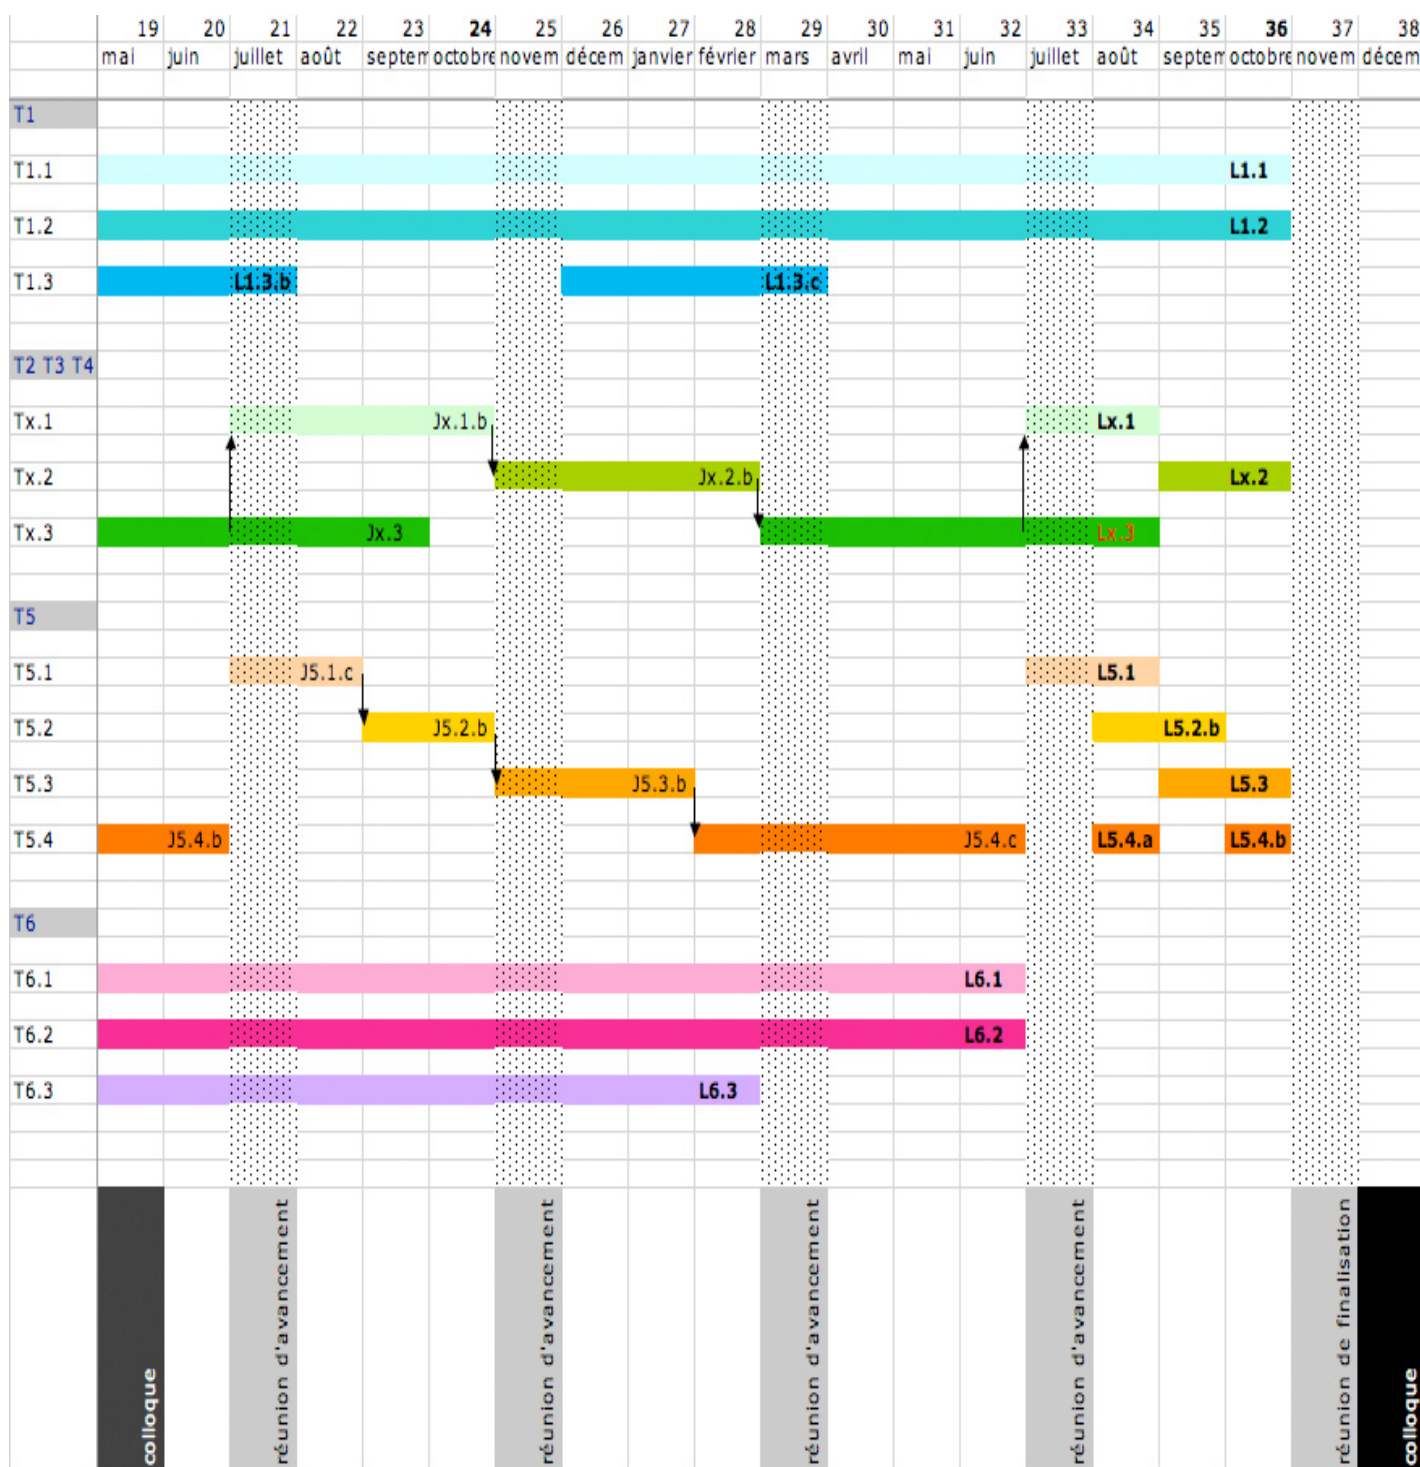 19 20 21 22 23 24 25 26 27 28 29 30 31 32 33 34 35 36 37 38
mai juin juillet août septem octobre novem décem janvier février mars avril mai juin juillet août septem octobre novem décem
T1
T1.1 L1.1
T1.2 L1.2
T1.3 L1.3.b L1.3.c
T2 T3 T4
Tx.1 Jx.1.b Lx.1
Tx.2 Jx.2.b Lx.2
Tx.3 Jx.3 Lx.3
T5
T5.1 J5.1.c L5.1
T5.2 J5.2.b L5.2.b
T5.3 J5.3.b L5.3
T5.4 J5.4.b J5.4.c L5.4.a L5.4.b
T6
T6.1 L6.1
T6.2 L6.2
T6.3 L6.3
colloque
réunion d'avancement
réunion d'avancement
réunion d'avancement
réunion d'avancement
réunion de finalisation
colloque